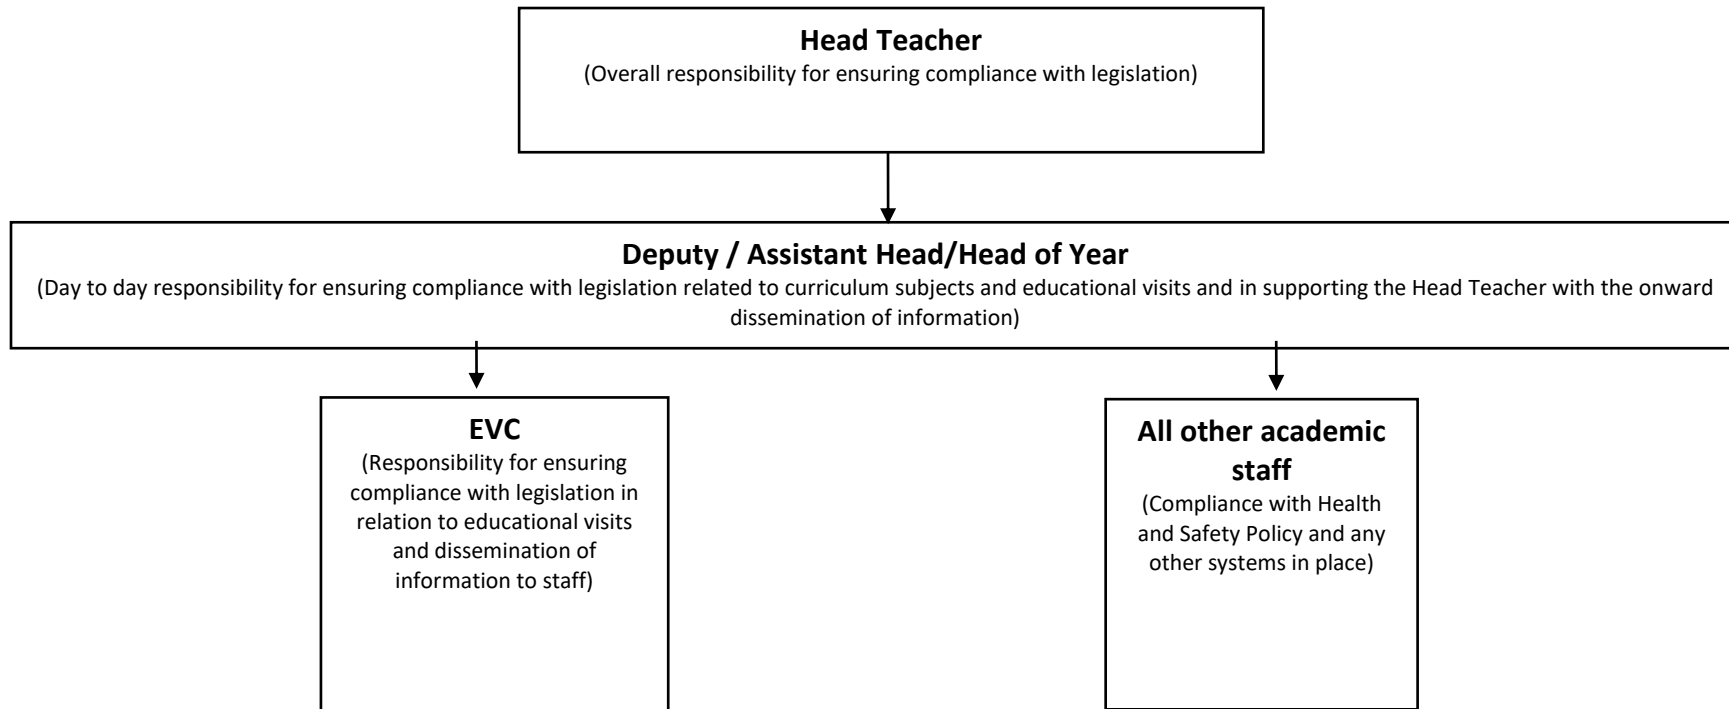 Head Teacher
(Overall responsibility for ensuring compliance with legislation)
Deputy / Assistant Head/Head of Year
(Day to day responsibility for ensuring compliance with legislation related to curriculum subjects and educational visits and in supporting the Head Teacher with the onward
dissemination of information)
EVC
(Responsibility for ensuring
compliance with legislation in
relation to educational visits
and dissemination of
information to staff)
All other academic
staff
(Compliance with Health
and Safety Policy and any
other systems in place)